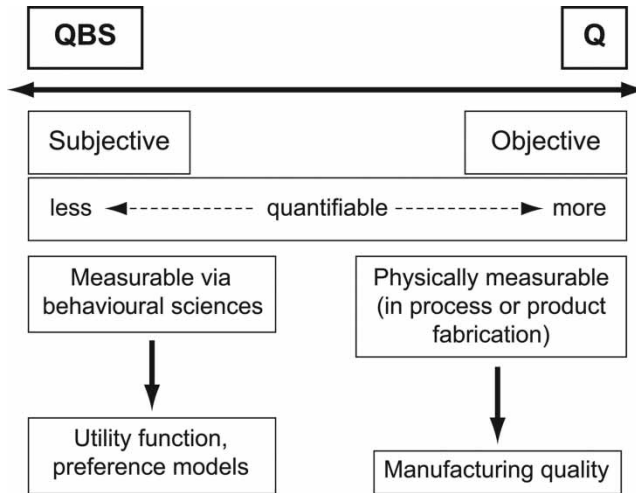 QBS
Q
Subjective
Objective
less quantifiable more
Measurable via
behavioural sciences
Physically measurable
(in process or product
fabrication)
Utility function,
preference models
Manufacturing quality